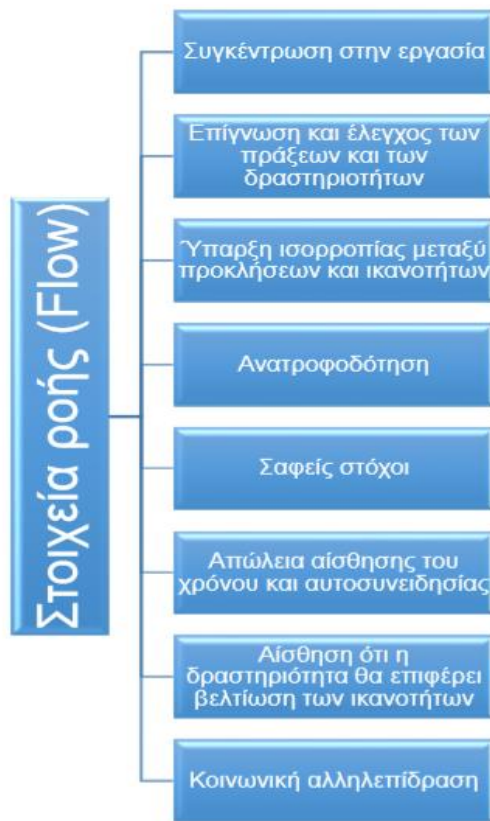 Στοιχεία ροής (Flow)
Συγκέντρωση στην εργασία
Επίγνωση και έλεγχος των
πράξεων και των
δραστηριοτήτων
Ύπαρξη ισορροπίας μεταξύ
προκλήσεων και ικανοτήτων
Ανατροφοδότηση
Σαφείς στόχοι
Απώλεια αίσθησης του
χρόνου και αυτοσυνειδησίας
Αίσθηση ότι η
δραστηριότητα θα επιφέρει
βελτίωση των ικανοτήτων
Κοινωνική αλληλεπίδραση